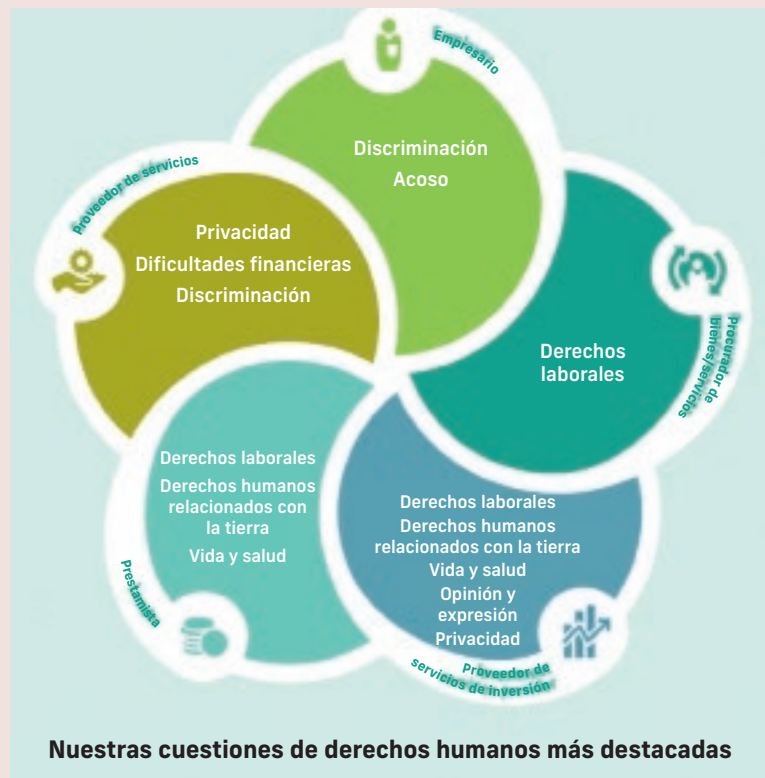 Empresario
Discriminación
Acoso
Proveedor de servicios
Privacidad
Dificultades financieras
Discriminación
Procurador de
bienes/servicios
Derechos
laborales
Derechos laborales
Derechos humanos
relacionados con
la tierra
Vida y salud
Prestamista
Derechos laborales
Derechos humanos
relacionados con la tierra
Vida y salud
Opinión y
expresión
Privacidad
Proveedor de
servicios de inversión
Nuestras cuestiones de derechos humanos más destacadas